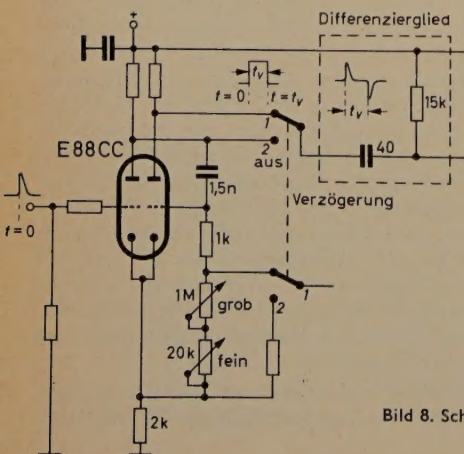 Differenzierglied
+
t_v
t=0
t=t_v
1
t_v
15k
E88CC
2
aus
40
1,5n
Verzögerung
t=0
1k
1M
grob
1
2
20k
fein
2k
Bild 8. Sch